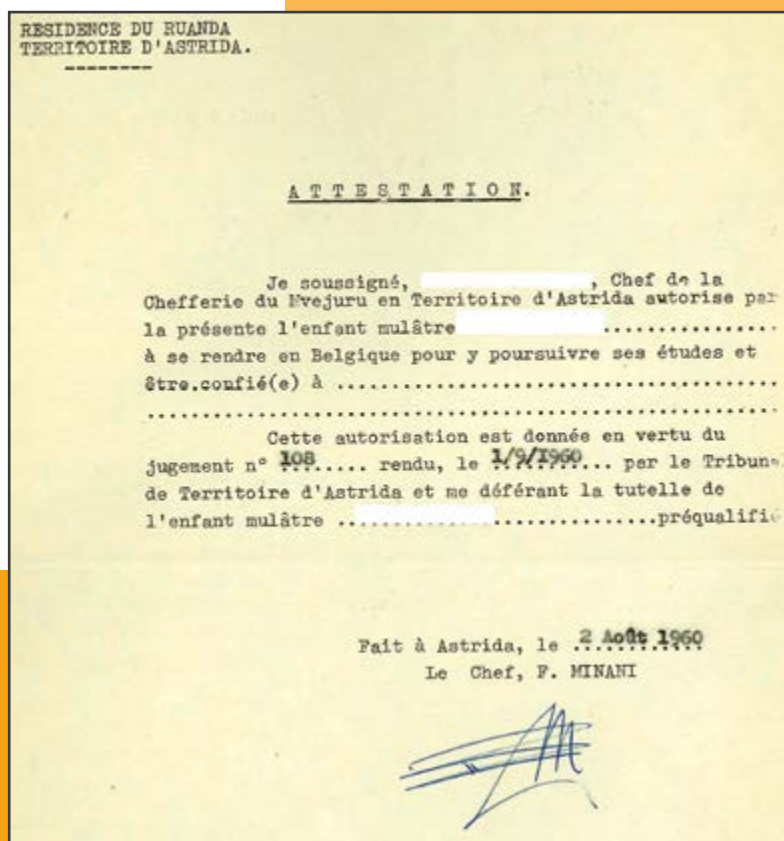 RESIDENCE DU RUANDA
TERRITOIRE D'ASTRIDA.
--------
ATTESTATION.
Je soussigné, , Chef de la
Chefferie du Mvejuru en Territoire d'Astrida autorise par
la présente l'enfant mulâtre ................
à se rendre en Belgique pour y poursuivre ses études et
être.confié(e) à ........................................
.........................................................
Cette autorisation est donnée en vertu du
jugement n° 108...... rendu, le 1/9/1960... par le Tribunal
de Territoire d'Astrida et me déférant la tutelle de
l'enfant mulâtre .. ...............préqualifié
Fait à Astrida, le 2 Août 1960
Le Chef, F. MINANI